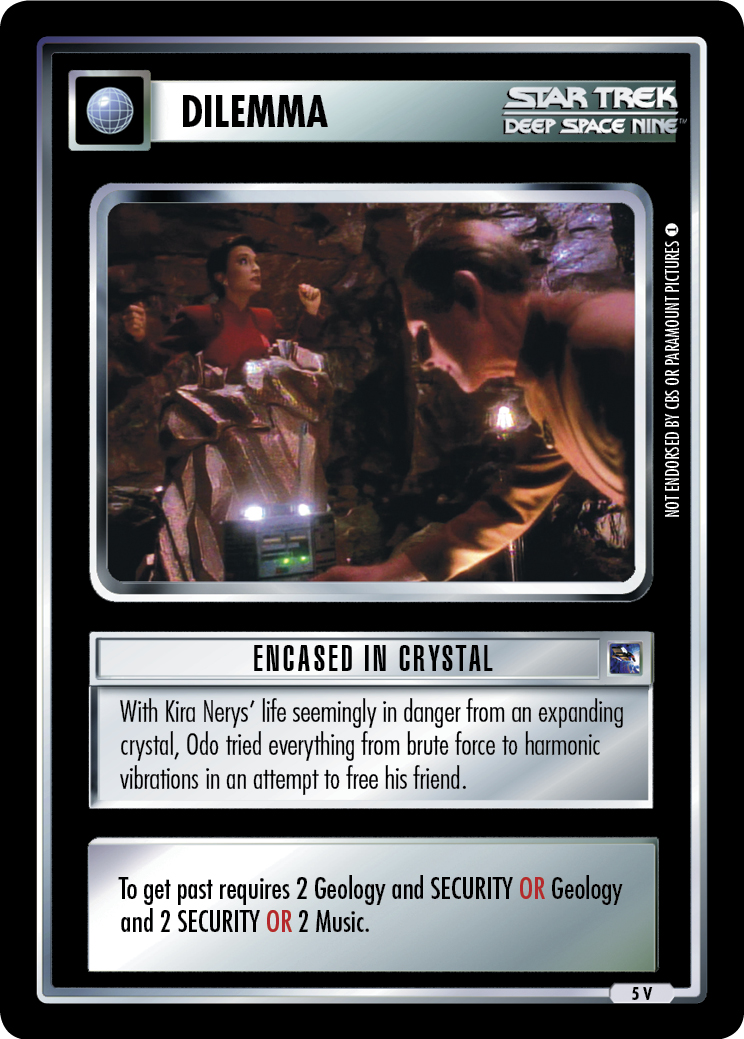 DILEMMA
STAR TREK
DEEP SPACE NINE™
NOT ENDORSED BY CBS OR PARAMOUNT PICTURES 1
ENCASED IN CRYSTAL
With Kira Nerys’ life seemingly in danger from an expanding
crystal, Odo tried everything from brute force to harmonic
vibrations in an attempt to free his friend.
To get past requires 2 Geology and SECURITY OR Geology
and 2 SECURITY OR 2 Music.
5 V